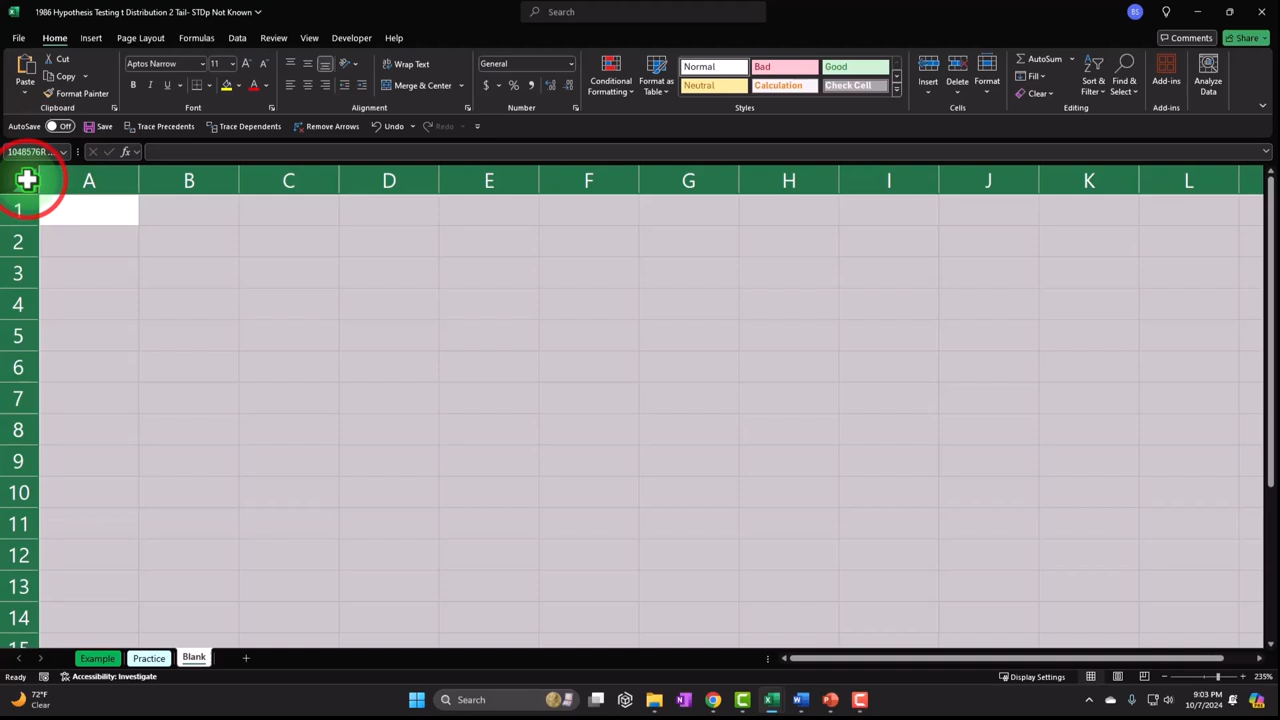 1986 Hypothesis Testing t Distribution 2 Tail- STDp Not Known
Search
BS
File Home Insert Page Layout Formulas Data Review View Developer Help
Comments Share
Paste Cut Copy Format Painter
Clipboard
Aptos Narrow 11
B I U
Font
Wrap Text
Merge & Center
Alignment
General
Number
Conditional Formatting Format as Table
Normal Bad Good
Neutral Calculation Check Cell
Styles
Insert Delete Format
Cells
AutoSum Fill Clear
Sort & Filter Find & Select
Editing
Add-ins
Add-ins
Analyze Data
AutoSave Off Save Trace Precedents Trace Dependents Remove Arrows Undo Redo
1048576R... fx
A B C D E F G H I J K L
1
2
3
4
5
6
7
8
9
10
11
12
13
14
15
Example Practice Blank
Ready Accessibility: Investigate Display Settings 235%
72°F
Clear
Search
9:03 PM
10/7/2024